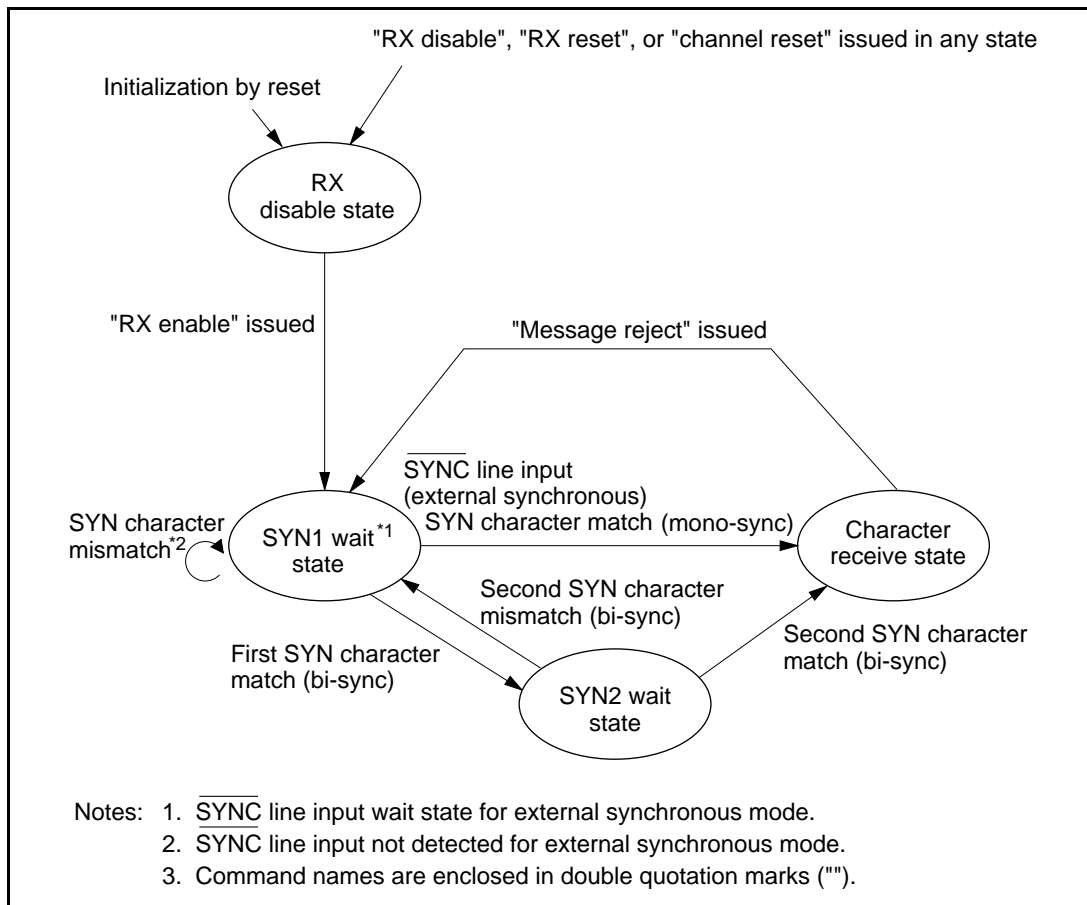 "RX disable", "RX reset", or "channel reset" issued in any state
Initialization by reset
RX
disable state
"RX enable" issued
"Message reject" issued
SYNC line input
(external synchronous)
SYN character match (mono-sync)
SYN character
mismatch*2
SYN1 wait*1
state
Character
receive state
Second SYN character
mismatch (bi-sync)
First SYN character
match (bi-sync)
Second SYN character
match (bi-sync)
SYN2 wait
state
Notes: 1. SYNC line input wait state for external synchronous mode.
2. SYNC line input not detected for external synchronous mode.
3. Command names are enclosed in double quotation marks ("").